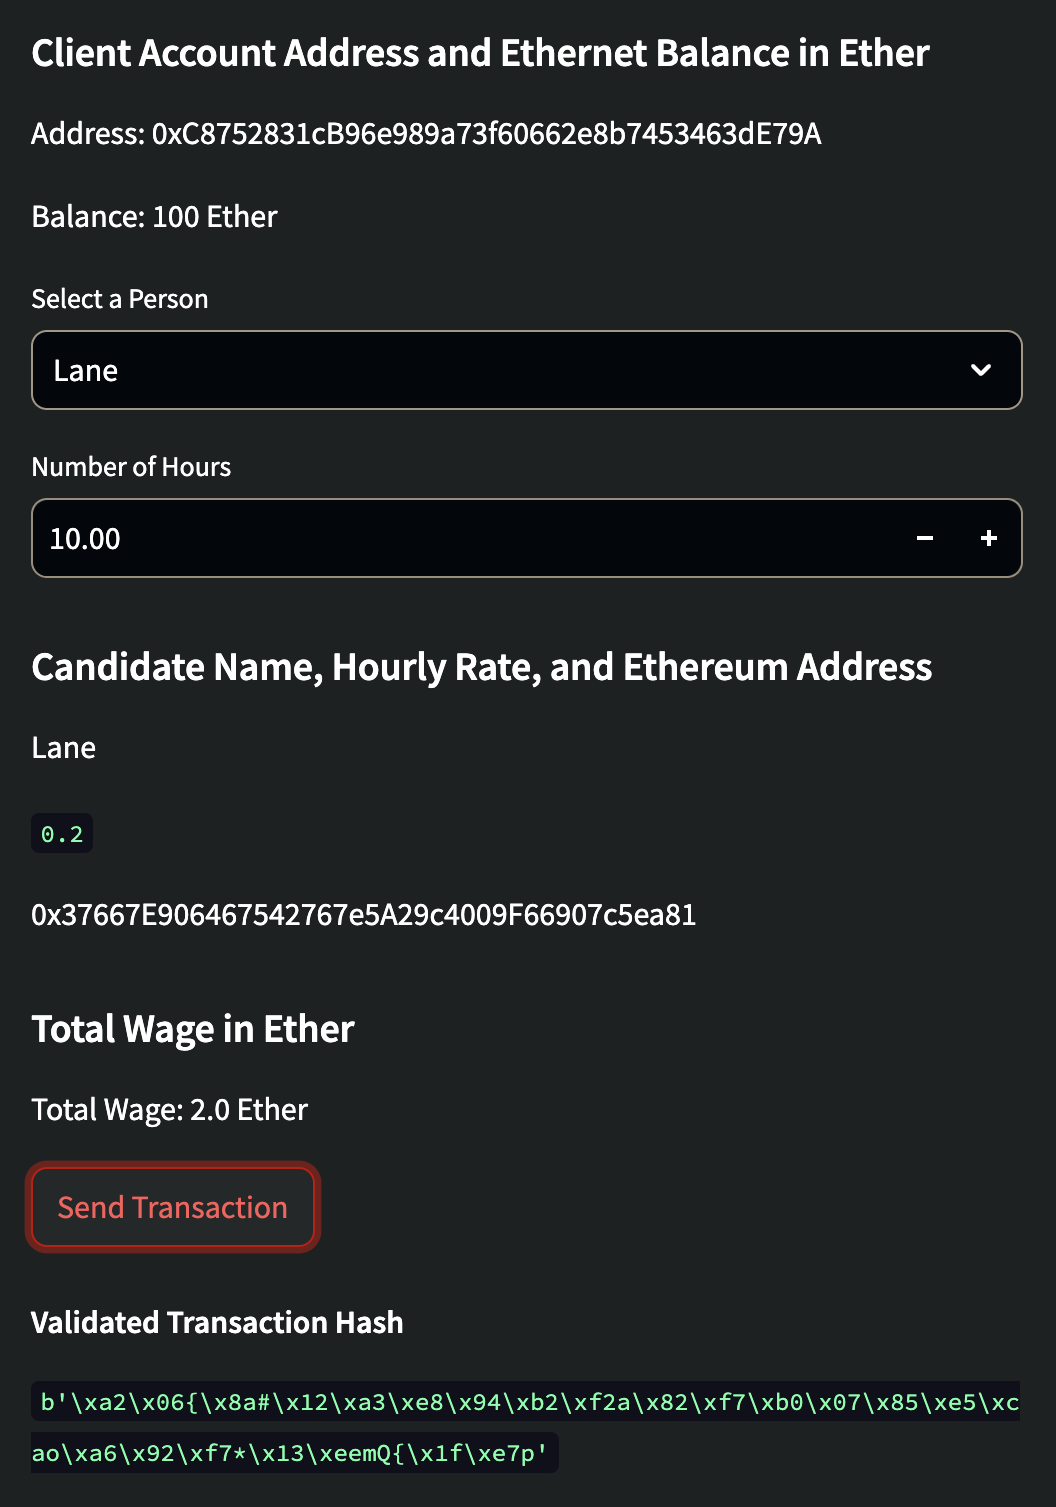 Client Account Address and Ethernet Balance in Ether
Address: 0xC8752831cB96e989a73f60662e8b7453463dE79A
Balance: 100 Ether
Select a Person
Lane
Number of Hours
10.00
Candidate Name, Hourly Rate, and Ethereum Address
Lane
0.2
0x37667E906467542767e5A29c4009F66907c5ea81
Total Wage in Ether
Total Wage: 2.0 Ether
Send Transaction
Validated Transaction Hash
b'\xa2\x06{\x8a#\x12\xa3\xe8\x94\xb2\xf2a\x82\xf7\xb0\x07\x85\xe5\xc
ao\xa6\x92\xf7*\x13\xeemQ{\x1f\xe7p'